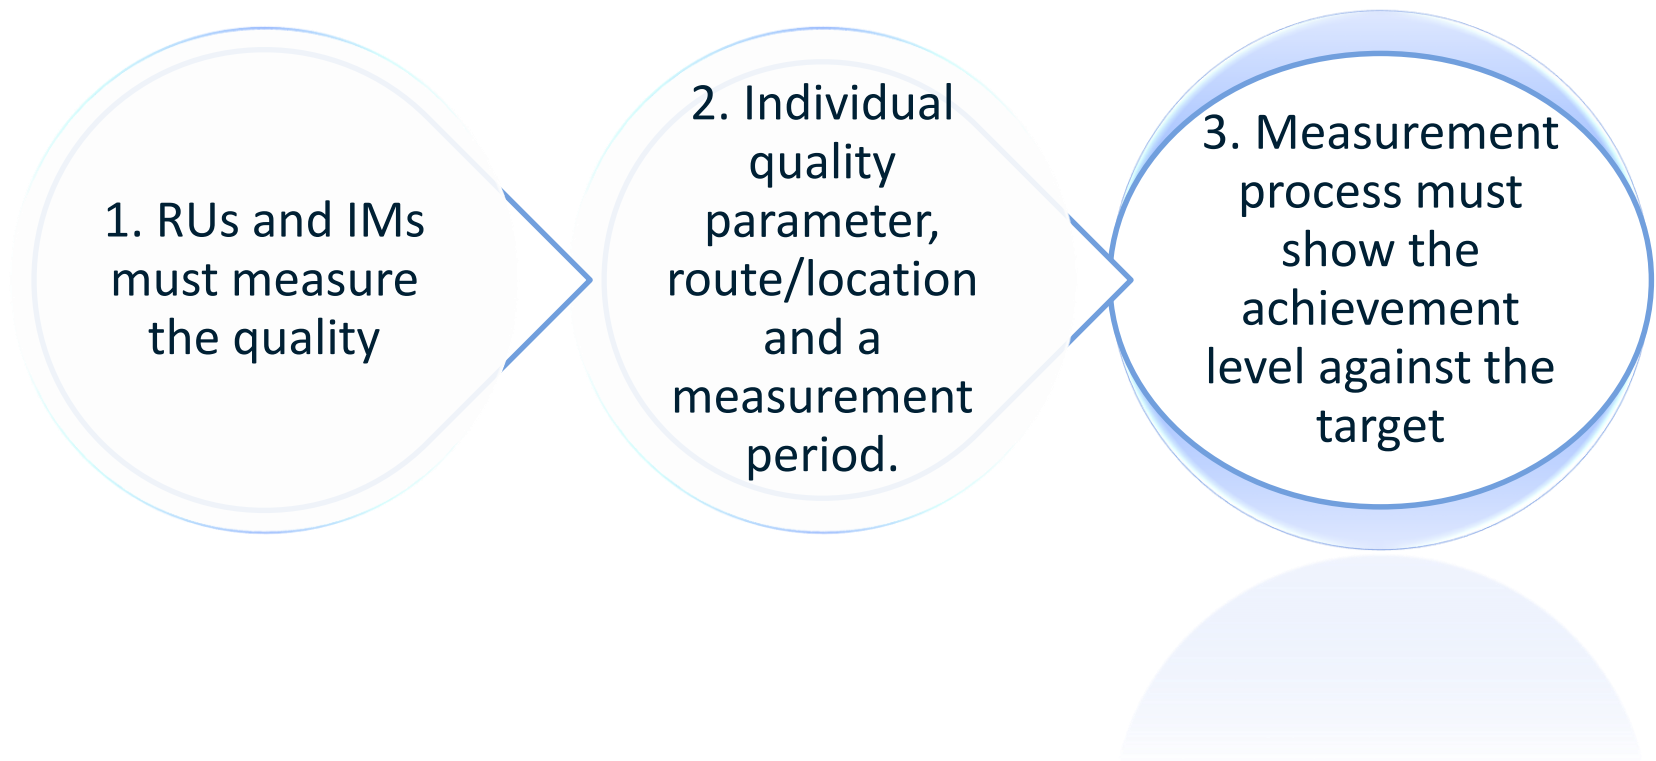 1. RUs and IMs
must measure
the quality
2. Individual
quality
parameter,
route/location
and a
measurement
period.
3. Measurement
process must
show the
achievement
level against the
target